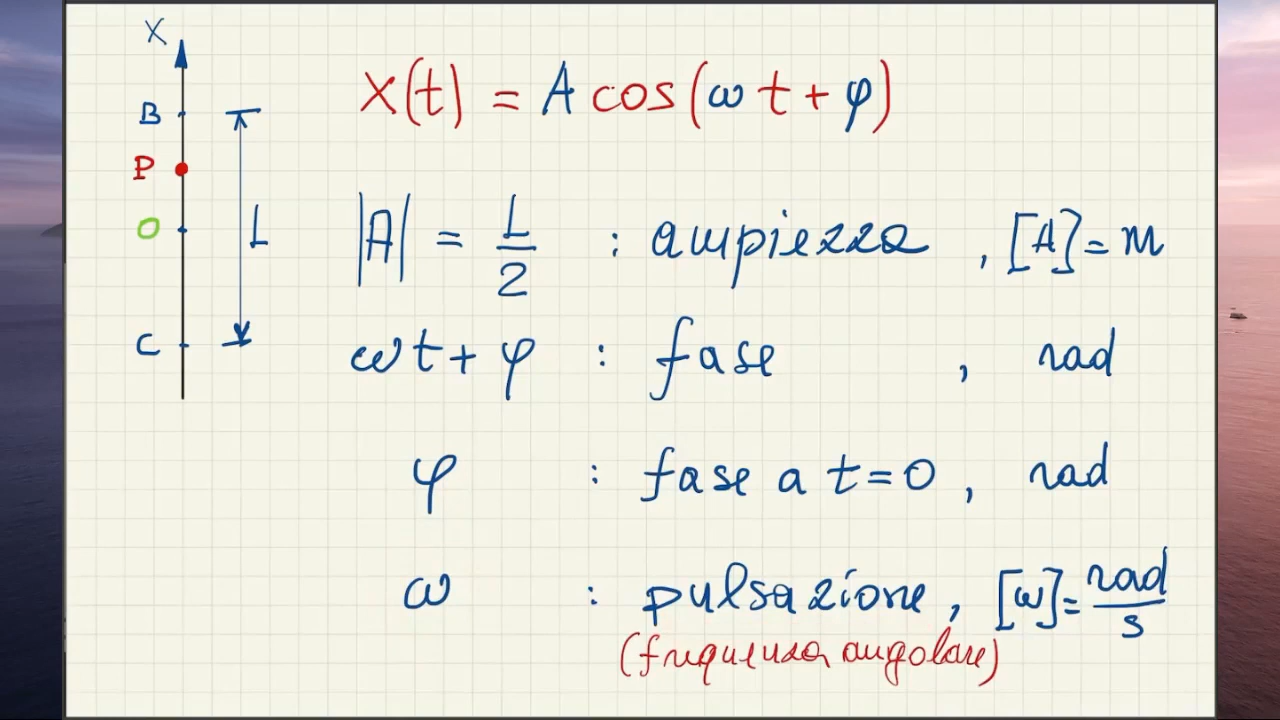 X
B
P
O
C
L
x(t) = A cos(ωt + φ)
|A| = L/2 : ampiezza , [A] = m
ωt + φ : fase , rad
φ : fase a t = 0 , rad
ω : pulsazione , [ω] = rad/s
(frequenza angolare)